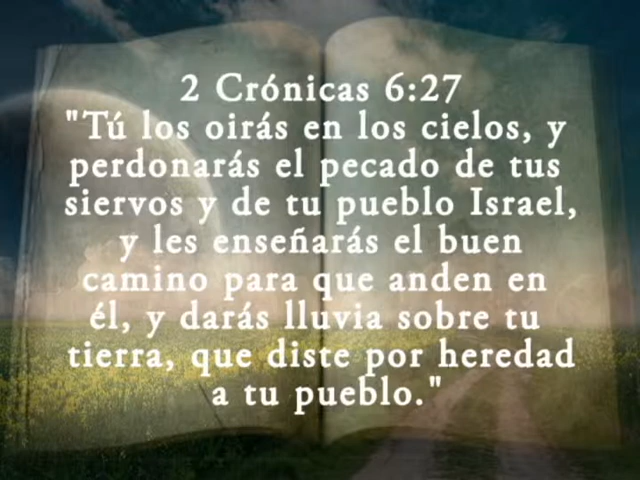 2 Crónicas 6:27
"Tú los oirás en los cielos, y
perdonarás el pecado de tus
siervos y de tu pueblo Israel,
y les enseñarás el buen
camino para que anden en
él, y darás lluvia sobre tu
tierra, que diste por heredad
a tu pueblo."